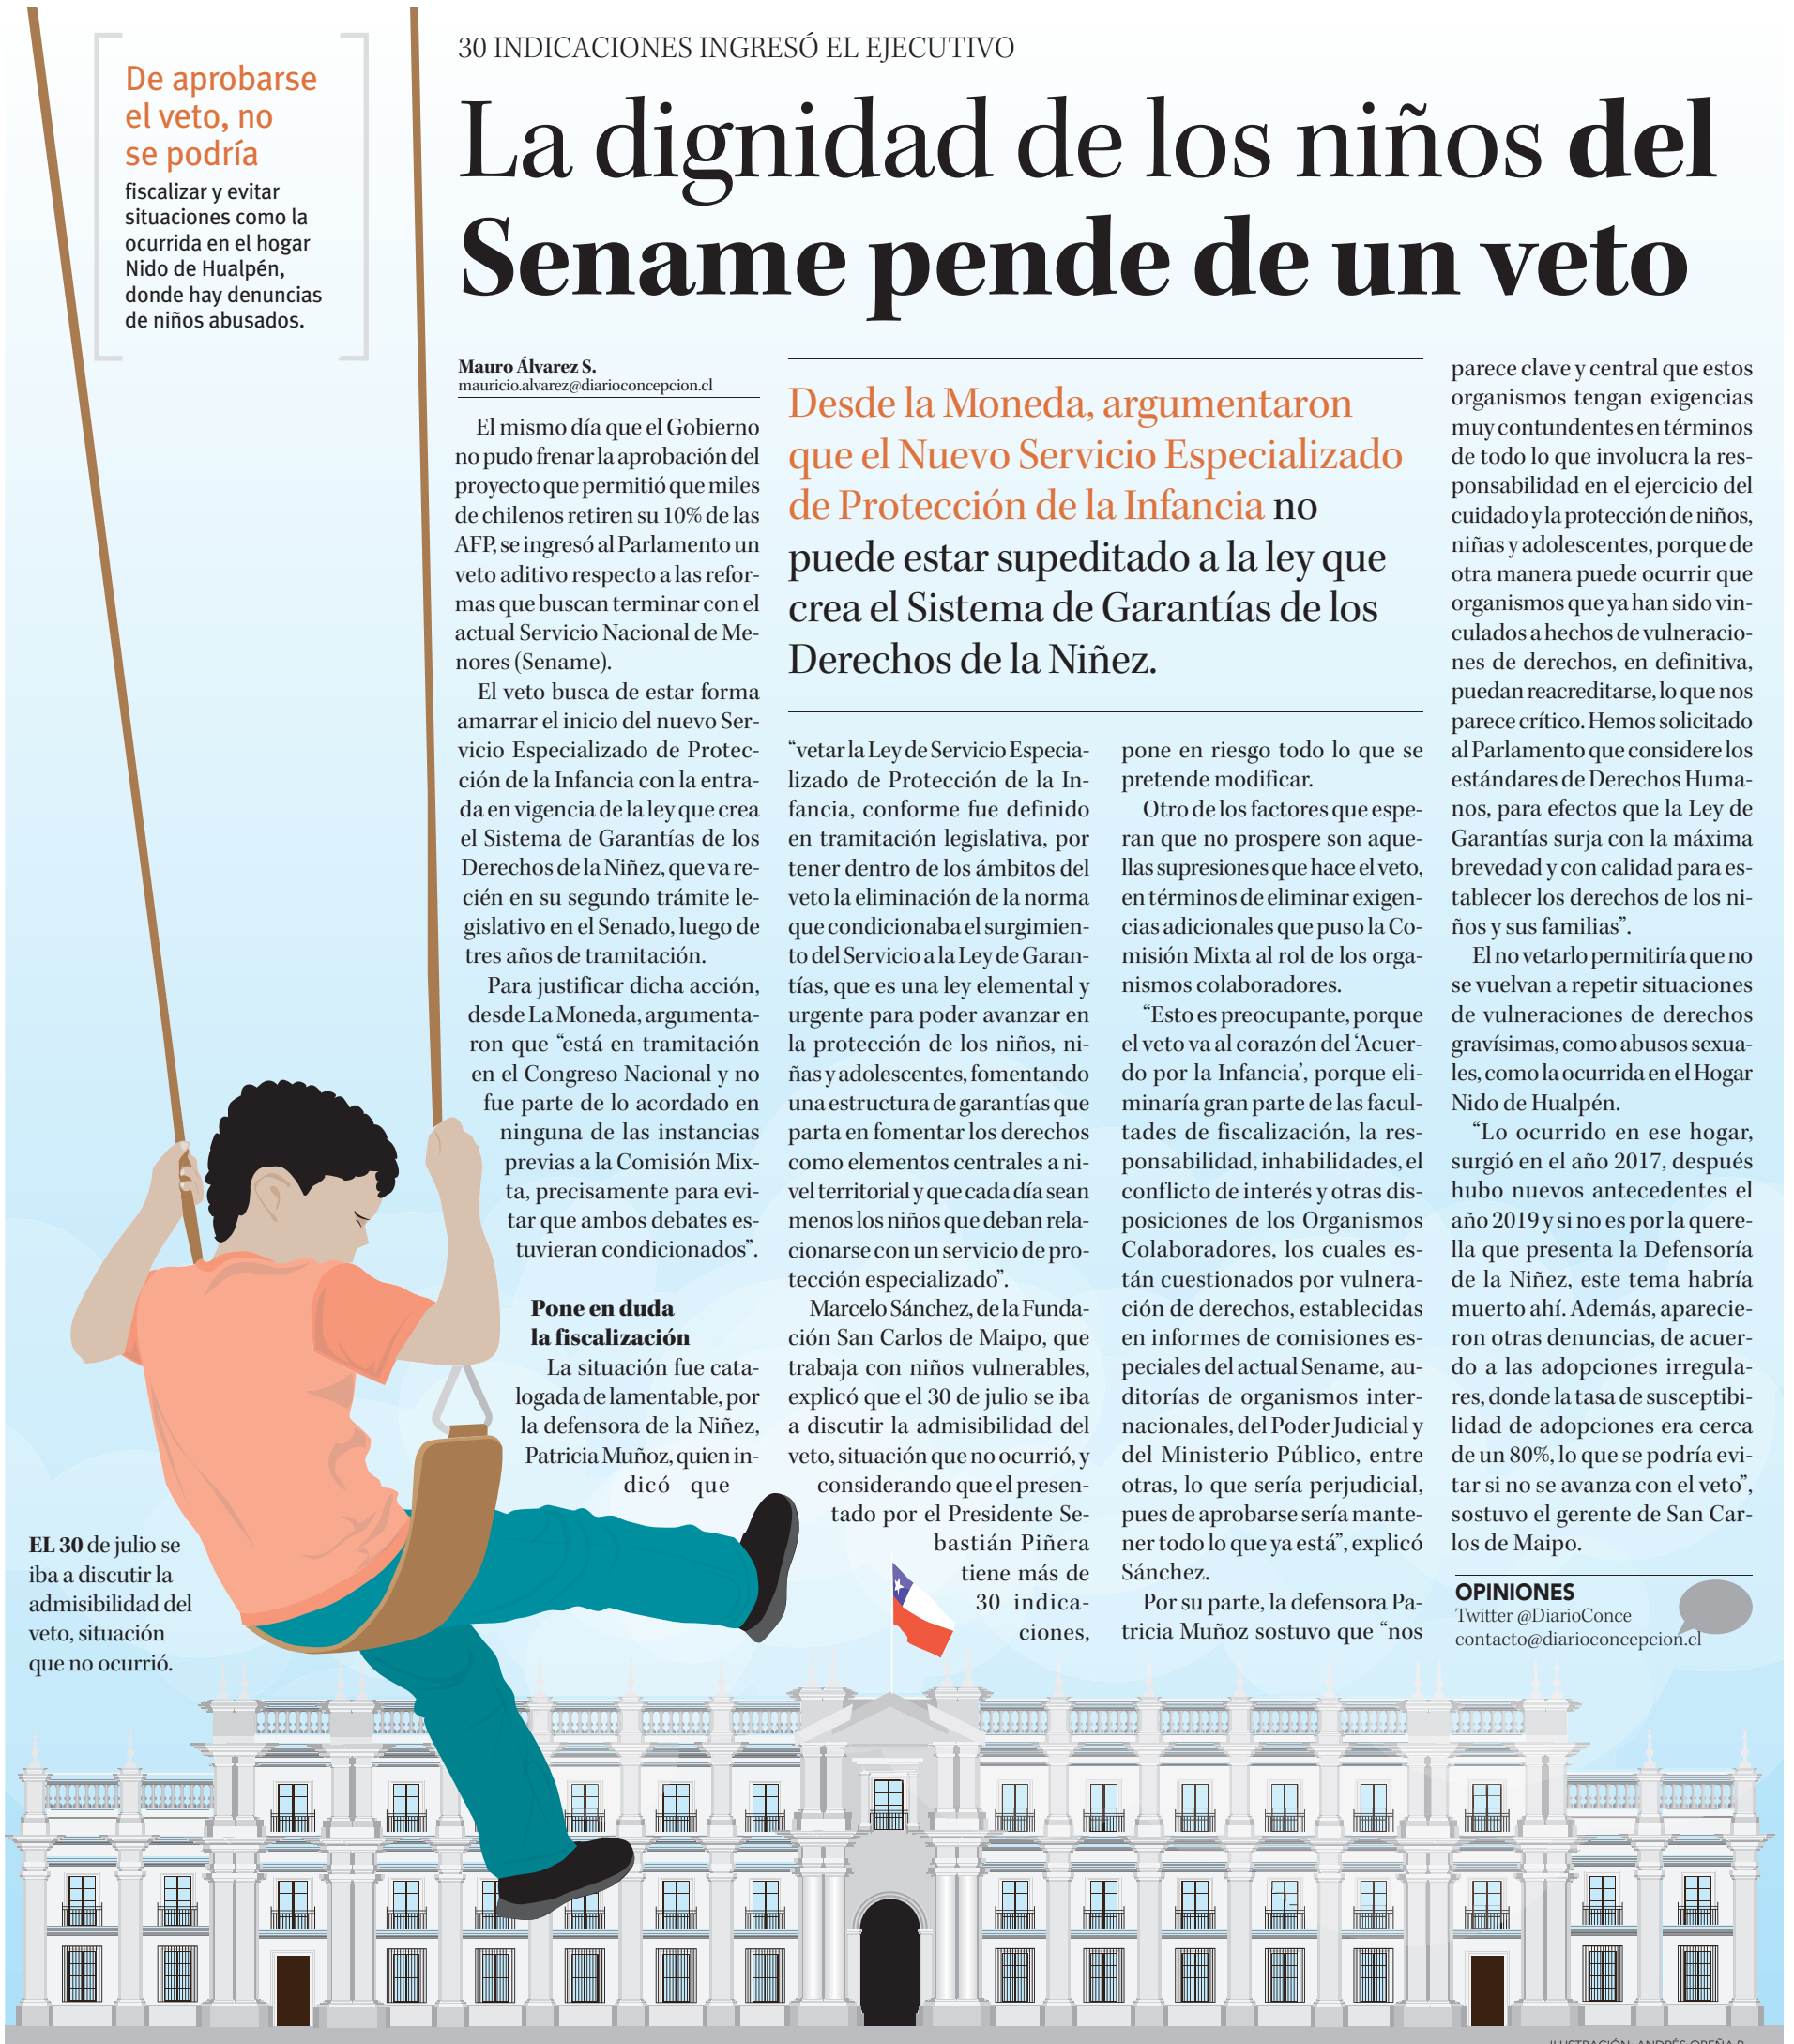 De aprobarse
el veto, no
se podría
fiscalizar y evitar
situaciones como la
ocurrida en el hogar
Nido de Hualpén,
donde hay denuncias
de niños abusados.
30 INDICACIONES INGRESÓ EL EJECUTIVO
La dignidad de los niños del
Sename pende de un veto
Mauro Álvarez S.
mauricio.alvarez@diarioconcepcion.cl
El mismo día que el Gobierno
no pudo frenar la aprobación del
proyecto que permitió que miles
de chilenos retiren su 10% de las
AFP, se ingresó al Parlamento un
veto aditivo respecto a las refor-
mas que buscan terminar con el
actual Servicio Nacional de Me-
nores (Sename).
El veto busca de estar forma
amarrar el inicio del nuevo Ser-
vicio Especializado de Protec-
ción de la Infancia con la entra-
da en vigencia de la ley que crea
el Sistema de Garantías de los
Derechos de la Niñez, que va re-
cién en su segundo trámite le-
gislativo en el Senado, luego de
tres años de tramitación.
Para justificar dicha acción,
desde La Moneda, argumenta-
ron que “está en tramitación
en el Congreso Nacional y no
fue parte de lo acordado en
ninguna de las instancias
previas a la Comisión Mix-
ta, precisamente para evi-
tar que ambos debates es-
tuvieran condicionados”.
Pone en duda
la fiscalización
La situación fue cata-
logada de lamentable, por
la defensora de la Niñez,
Patricia Muñoz, quien in-
dicó que
Desde la Moneda, argumentaron
que el Nuevo Servicio Especializado
de Protección de la Infancia no
puede estar supeditado a la ley que
crea el Sistema de Garantías de los
Derechos de la Niñez.
“vetar la Ley de Servicio Especia-
lizado de Protección de la In-
fancia, conforme fue definido
en tramitación legislativa, por
tener dentro de los ámbitos del
veto la eliminación de la norma
que condicionaba el surgimien-
to del Servicio a la Ley de Garan-
tías, que es una ley elemental y
urgente para poder avanzar en
la protección de los niños, ni-
ñas y adolescentes, fomentando
una estructura de garantías que
parta en fomentar los derechos
como elementos centrales a ni-
vel territorial y que cada día sean
menos los niños que deban rela-
cionarse con un servicio de pro-
tección especializado”.
Marcelo Sánchez, de la Funda-
ción San Carlos de Maipo, que
trabaja con niños vulnerables,
explicó que el 30 de julio se iba
a discutir la admisibilidad del
veto, situación que no ocurrió, y
considerando que el presen-
tado por el Presidente Se-
bastián Piñera
tiene más de
30 indica-
ciones,
pone en riesgo todo lo que se
pretende modificar.
Otro de los factores que espe-
ran que no prospere son aque-
llas supresiones que hace el veto,
en términos de eliminar exigen-
cias adicionales que puso la Co-
misión Mixta al rol de los orga-
nismos colaboradores.
“Esto es preocupante, porque
el veto va al corazón del ‘Acuer-
do por la Infancia’, porque eli-
minaría gran parte de las facul-
tades de fiscalización, la res-
ponsabilidad, inhabilidades, el
conflicto de interés y otras dis-
posiciones de los Organismos
Colaboradores, los cuales es-
tán cuestionados por vulnera-
ción de derechos, establecidas
en informes de comisiones es-
peciales del actual Sename, au-
ditorías de organismos inter-
nacionales, del Poder Judicial y
del Ministerio Público, entre
otras, lo que sería perjudicial,
pues de aprobarse sería mante-
ner todo lo que ya está”, explicó
Sánchez.
Por su parte, la defensora Pa-
tricia Muñoz sostuvo que “nos
parece clave y central que estos
organismos tengan exigencias
muy contundentes en términos
de todo lo que involucra la res-
ponsabilidad en el ejercicio del
cuidado y la protección de niños,
niñas y adolescentes, porque de
otra manera puede ocurrir que
organismos que ya han sido vin-
culados a hechos de vulneracio-
nes de derechos, en definitiva,
puedan reacreditarse, lo que nos
parece crítico. Hemos solicitado
al Parlamento que considere los
estándares de Derechos Huma-
nos, para efectos que la Ley de
Garantías surja con la máxima
brevedad y con calidad para es-
tablecer los derechos de los ni-
ños y sus familias”.
El no vetarlo permitiría que no
se vuelvan a repetir situaciones
de vulneraciones de derechos
gravísimas, como abusos sexua-
les, como la ocurrida en el Hogar
Nido de Hualpén.
“Lo ocurrido en ese hogar,
surgió en el año 2017, después
hubo nuevos antecedentes el
año 2019 y si no es por la quere-
lla que presenta la Defensoría
de la Niñez, este tema habría
muerto ahí. Además, aparecie-
ron otras denuncias, de acuer-
do a las adopciones irregula-
res, donde la tasa de susceptibi-
lidad de adopciones era cerca
de un 80%, lo que se podría evi-
tar si no se avanza con el veto”,
sostuvo el gerente de San Car-
los de Maipo.
OPINIONES
Twitter @DiarioConce
contacto@diarioconcepcion.cl
EL 30 de julio se
iba a discutir la
admisibilidad del
veto, situación
que no ocurrió.